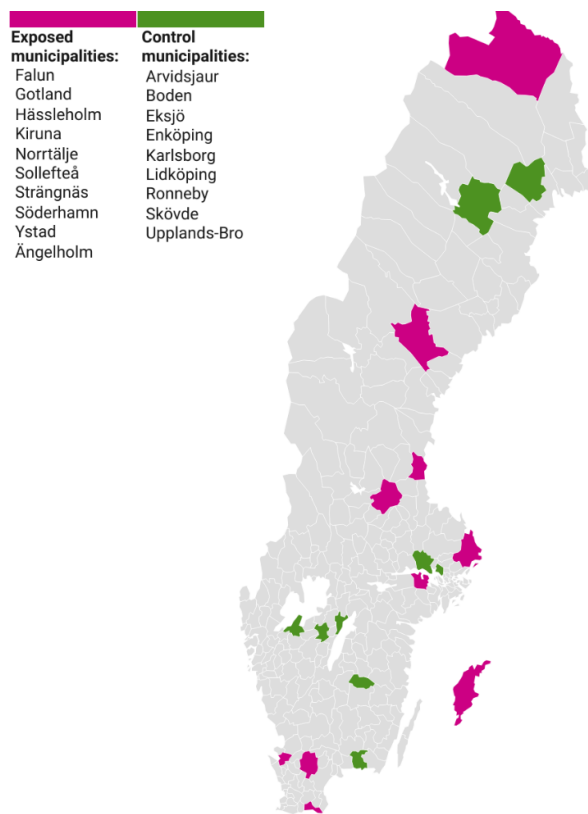 Exposed
municipalities:
Falun
Gotland
Hässleholm
Kiruna
Norrtälje
Sollefteå
Strängnäs
Söderhamn
Ystad
Ängelholm
Control
municipalities:
Arvidsjaur
Boden
Eksjö
Enköping
Karlsborg
Lidköping
Ronneby
Skövde
Upplands-Bro